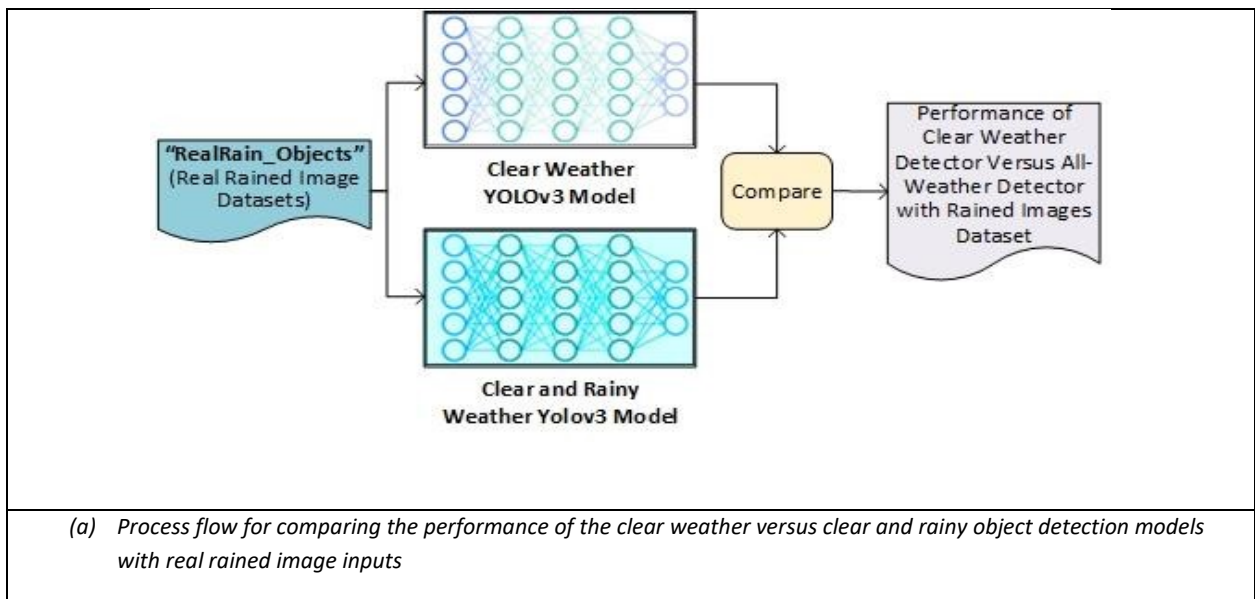 “RealRain_Objects”
(Real Rained Image
Datasets)
Clear Weather
YOLOv3 Model
Clear and Rainy
Weather Yolov3 Model
Compare
Performance of
Clear Weather
Detector Versus All-
Weather Detector
with Rained Images
Dataset
(a) Process flow for comparing the performance of the clear weather versus clear and rainy object detection models
with real rained image inputs